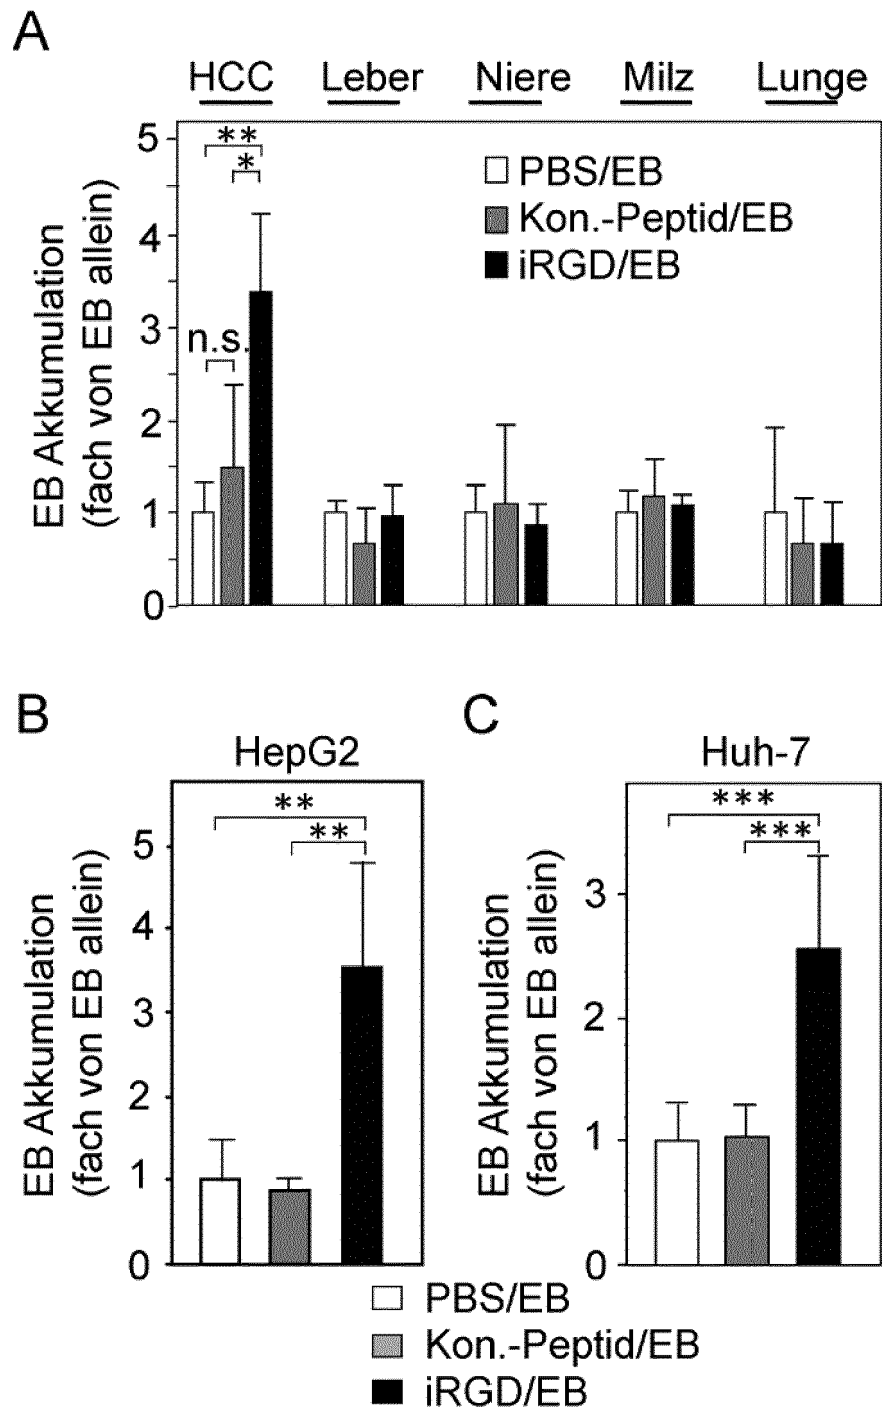 A
HCC Leber Niere Milz Lunge
EB Akkumulation
(fach von EB allein)
5
4
3
2
1
0
**
*
n.s.
PBS/EB
Kon.-Peptid/EB
iRGD/EB
B
HepG2
EB Akkumulation
(fach von EB allein)
5
4
3
2
1
0
**
**
C
Huh-7
EB Akkumulation
(fach von EB allein)
3
2
1
0
***
***
PBS/EB
Kon.-Peptid/EB
iRGD/EB